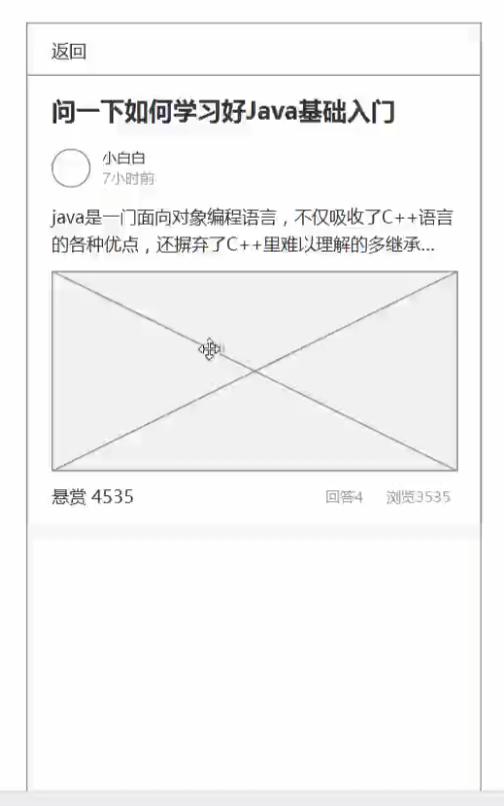 返回
问一下如何学习好Java基础入门
小白白
7小时前
java是一门面向对象编程语言，不仅吸收了C++语言
的各种优点，还摒弃了C++里难以理解的多继承...
悬赏 4535
回答4 浏览3535